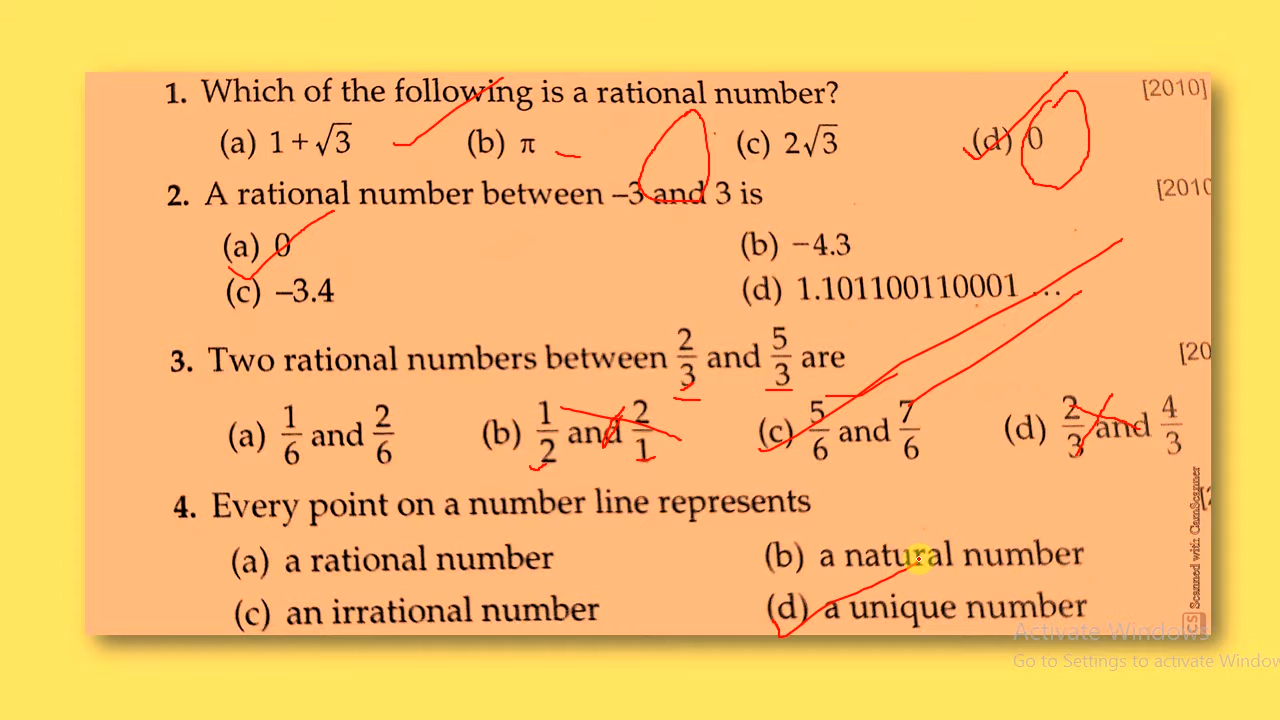 1. Which of the following is a rational number? [2010]
(a) 1 + √3 (b) π (c) 2√3 (d) 0
2. A rational number between –3 and 3 is [2010
(a) 0 (b) −4.3
(c) –3.4 (d) 1.101100110001 ...
3. Two rational numbers between 2/3 and 5/3 are [20
(a) 1/6 and 2/6 (b) 1/2 and 2/1 (c) 5/6 and 7/6 (d) 2/3 and 4/3
4. Every point on a number line represents
(a) a rational number (b) a natural number
(c) an irrational number (d) a unique number
CS Scanned with CamScanner
Activate Windows
Go to Settings to activate Window